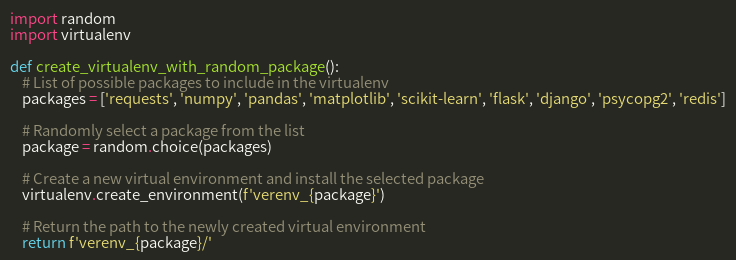 import random
import virtualenv
def create_virtualenv_with_random_package():
# List of possible packages to include in the virtualenv
packages = ['requests', 'numpy', 'pandas', 'matplotlib', 'scikit-learn', 'flask', 'django', 'psycopg2', 'redis']
# Randomly select a package from the list
package = random.choice(packages)
# Create a new virtual environment and install the selected package
virtualenv.create_environment(f'verenv_{package}')
# Return the path to the newly created virtual environment
return f'verenv_{package}/'